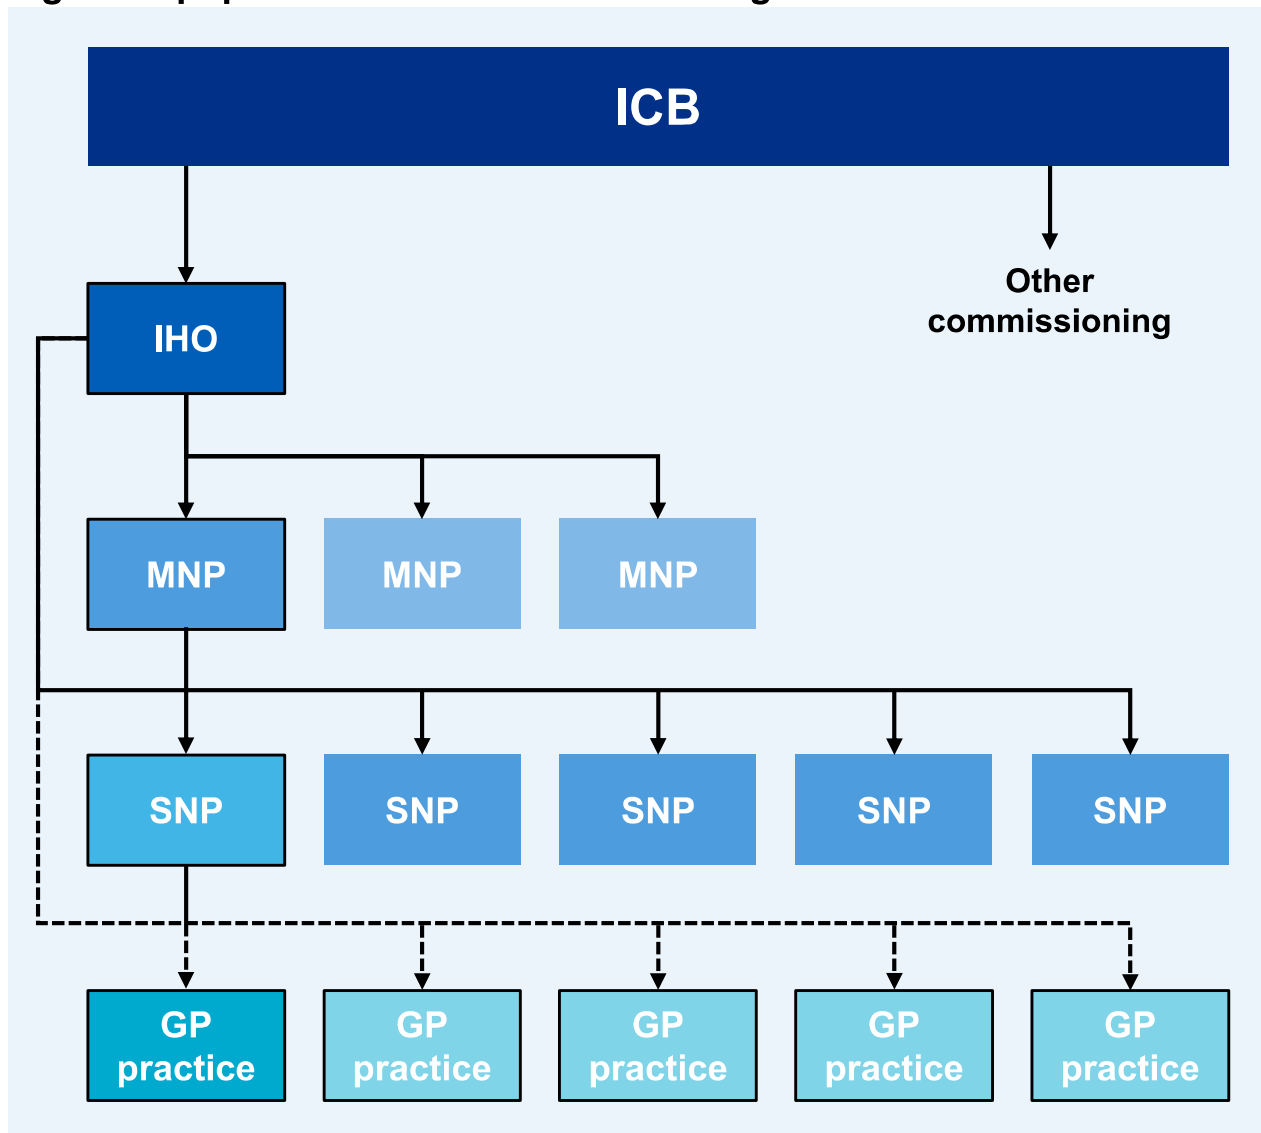 ICB
Other
commissioning
IHO
MNP
MNP
MNP
SNP
SNP
SNP
SNP
SNP
GP
practice
GP
practice
GP
practice
GP
practice
GP
practice